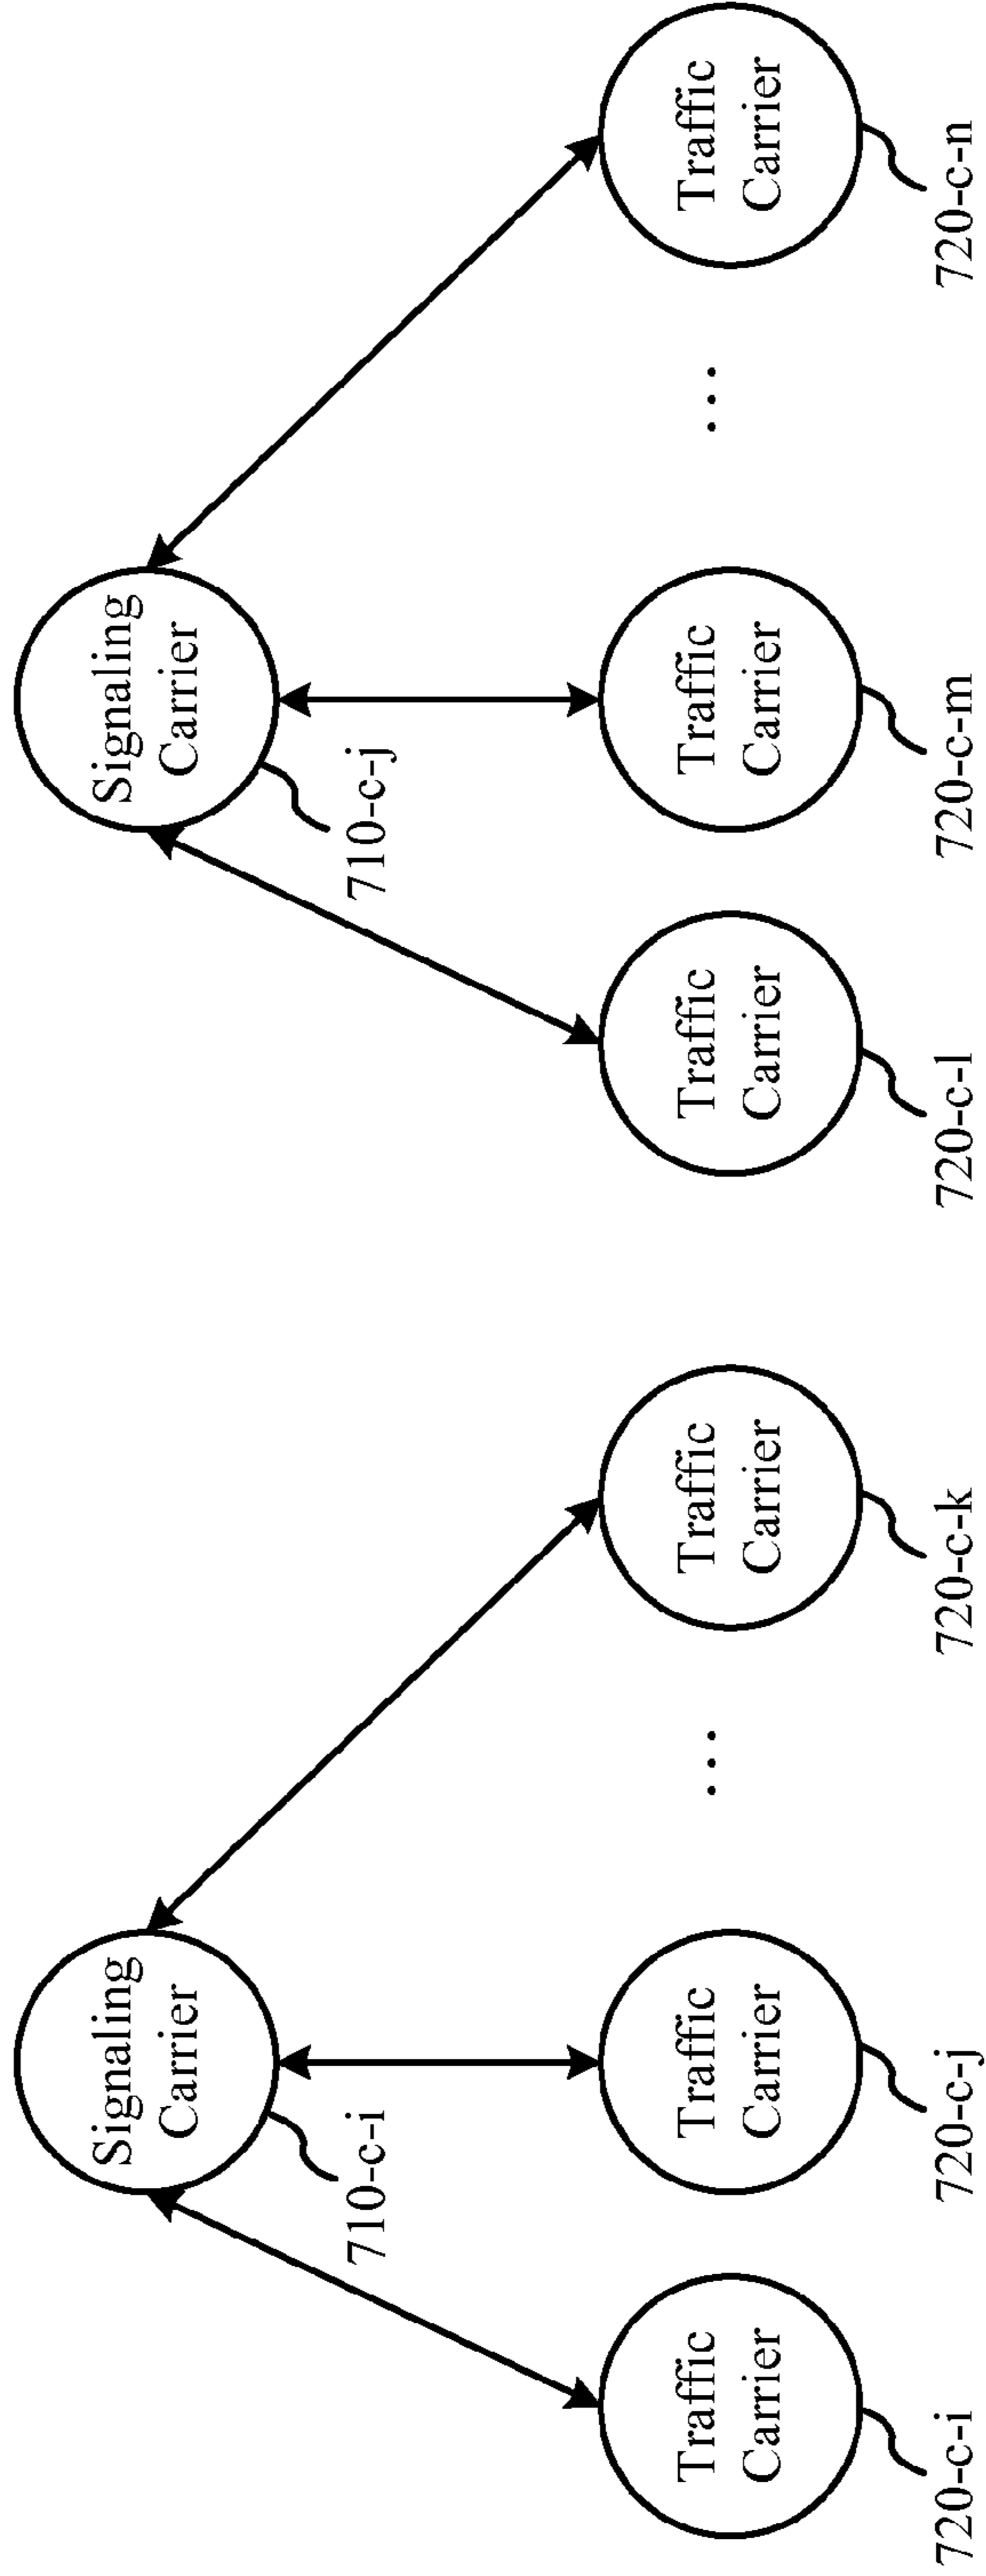 Signaling
Carrier
710-c-i
Signaling
Carrier
710-c-j
Traffic
Carrier
720-c-i
Traffic
Carrier
720-c-j
...
Traffic
Carrier
720-c-k
Traffic
Carrier
720-c-l
Traffic
Carrier
720-c-m
...
Traffic
Carrier
720-c-n